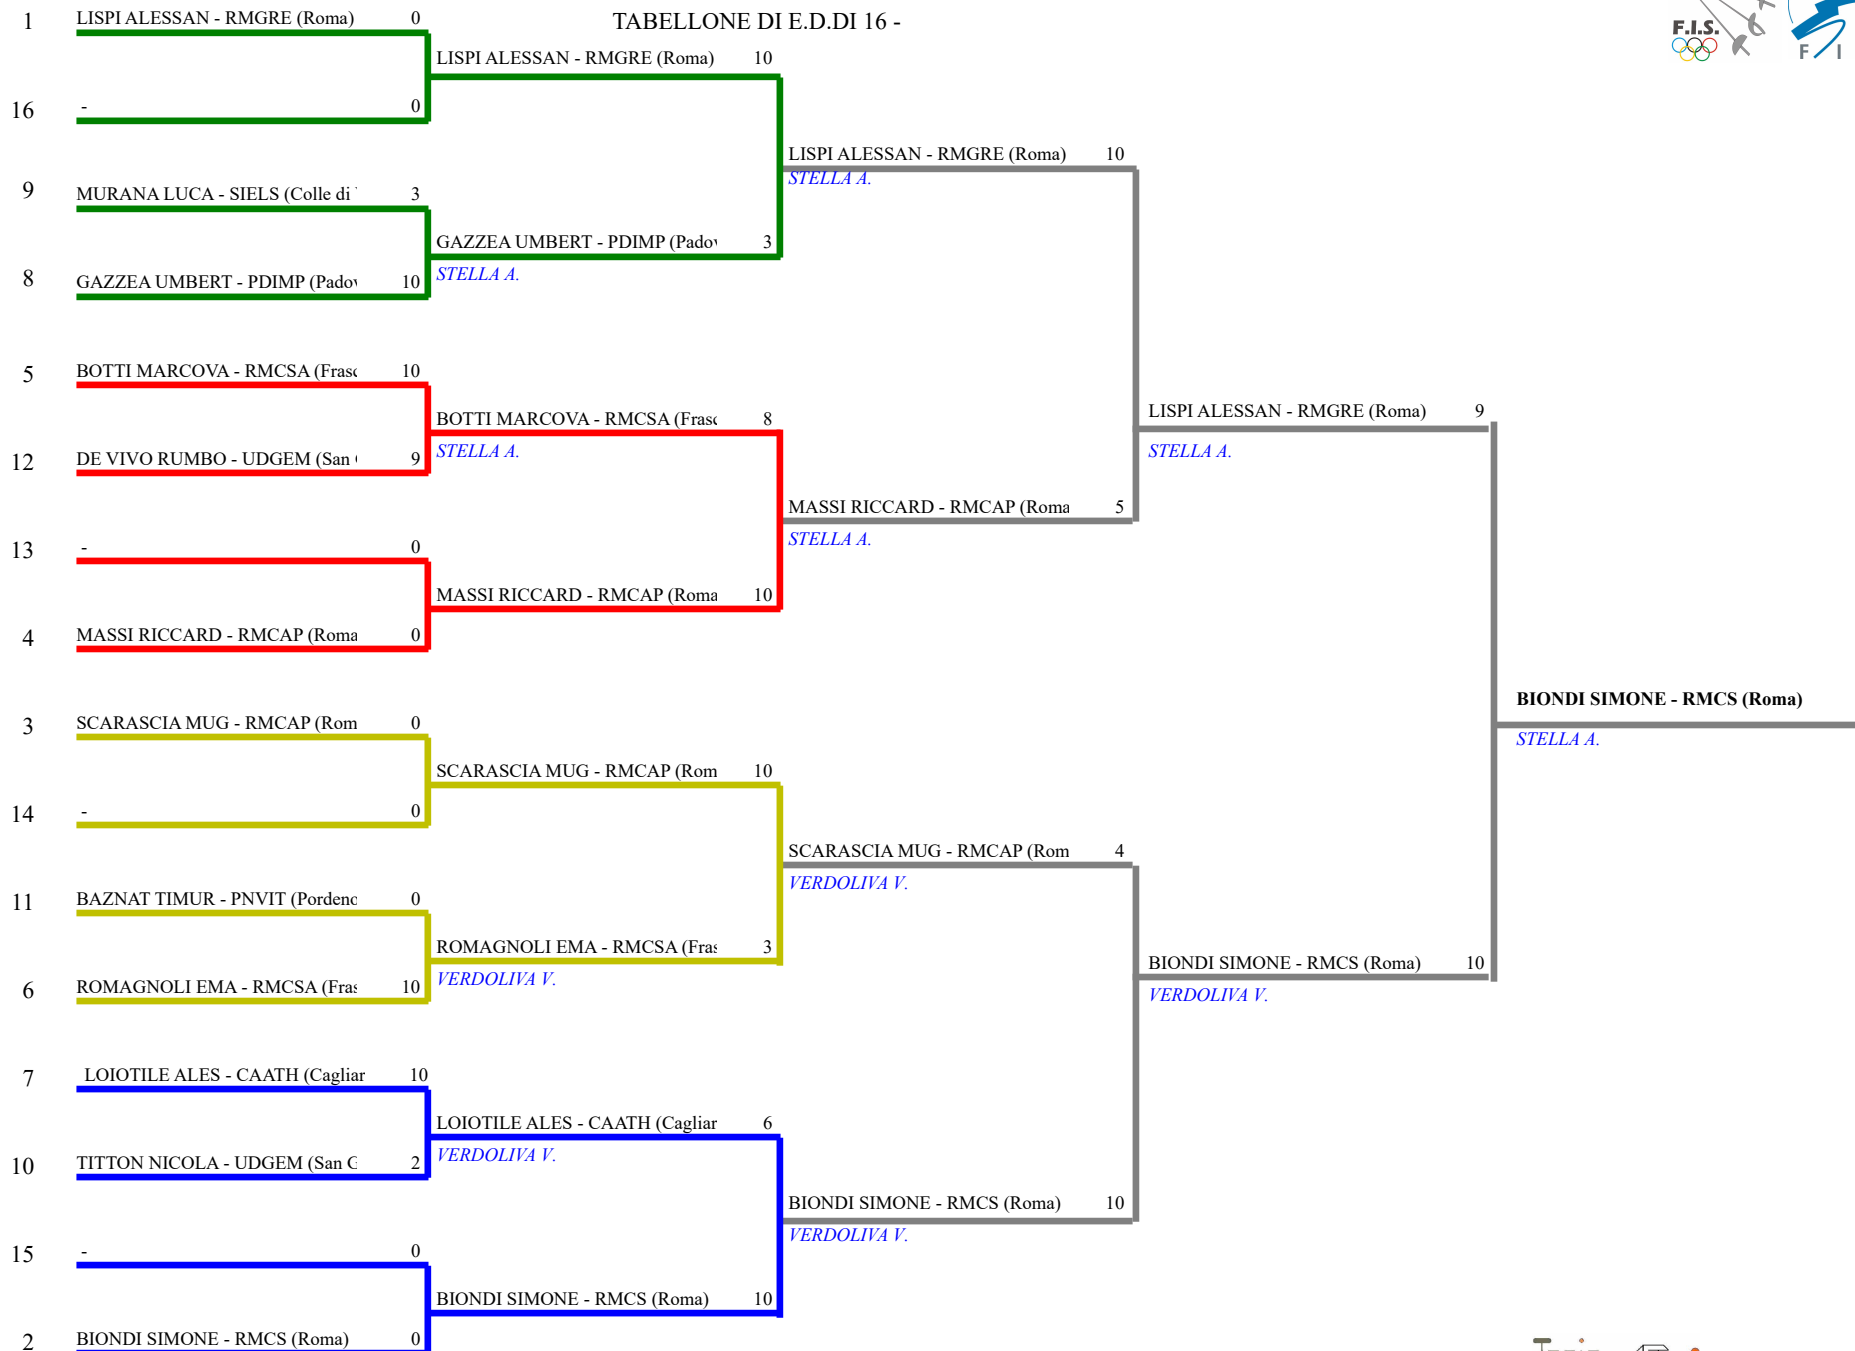 TABELLONE DI E.D.DI 16 -
F.I.S.
F I
1 LISPI ALESSAN - RMGRE (Roma) 0
LISPI ALESSAN - RMGRE (Roma) 10
16 - 0
LISPI ALESSAN - RMGRE (Roma) 10
STELLA A.
9 MURANA LUCA - SIELS (Colle di 3
GAZZEA UMBERT - PDIMP (Padov 3
STELLA A.
8 GAZZEA UMBERT - PDIMP (Padov 10
5 BOTTI MARCOVA - RMCSA (Frasc 10
LISPI ALESSAN - RMGRE (Roma) 9
STELLA A.
BOTTI MARCOVA - RMCSA (Frasc 8
STELLA A.
12 DE VIVO RUMBO - UDGEM (San 9
MASSI RICCARD - RMCAP (Roma 5
STELLA A.
13 - 0
MASSI RICCARD - RMCAP (Roma 10
4 MASSI RICCARD - RMCAP (Roma 0
BIONDI SIMONE - RMCS (Roma)
STELLA A.
3 SCARASCIA MUG - RMCAP (Rom 0
SCARASCIA MUG - RMCAP (Rom 10
14 - 0
SCARASCIA MUG - RMCAP (Rom 4
VERDOLIVA V.
11 BAZNAT TIMUR - PNVIT (Pordeno 0
ROMAGNOLI EMA - RMCSA (Fras 3
VERDOLIVA V.
BIONDI SIMONE - RMCS (Roma) 10
VERDOLIVA V.
6 ROMAGNOLI EMA - RMCSA (Fras 10
7 LOIOTILE ALES - CAATH (Cagliar 10
LOIOTILE ALES - CAATH (Cagliar 6
VERDOLIVA V.
10 TITTON NICOLA - UDGEM (San G 2
BIONDI SIMONE - RMCS (Roma) 10
VERDOLIVA V.
15 - 0
BIONDI SIMONE - RMCS (Roma) 10
2 BIONDI SIMONE - RMCS (Roma) 0